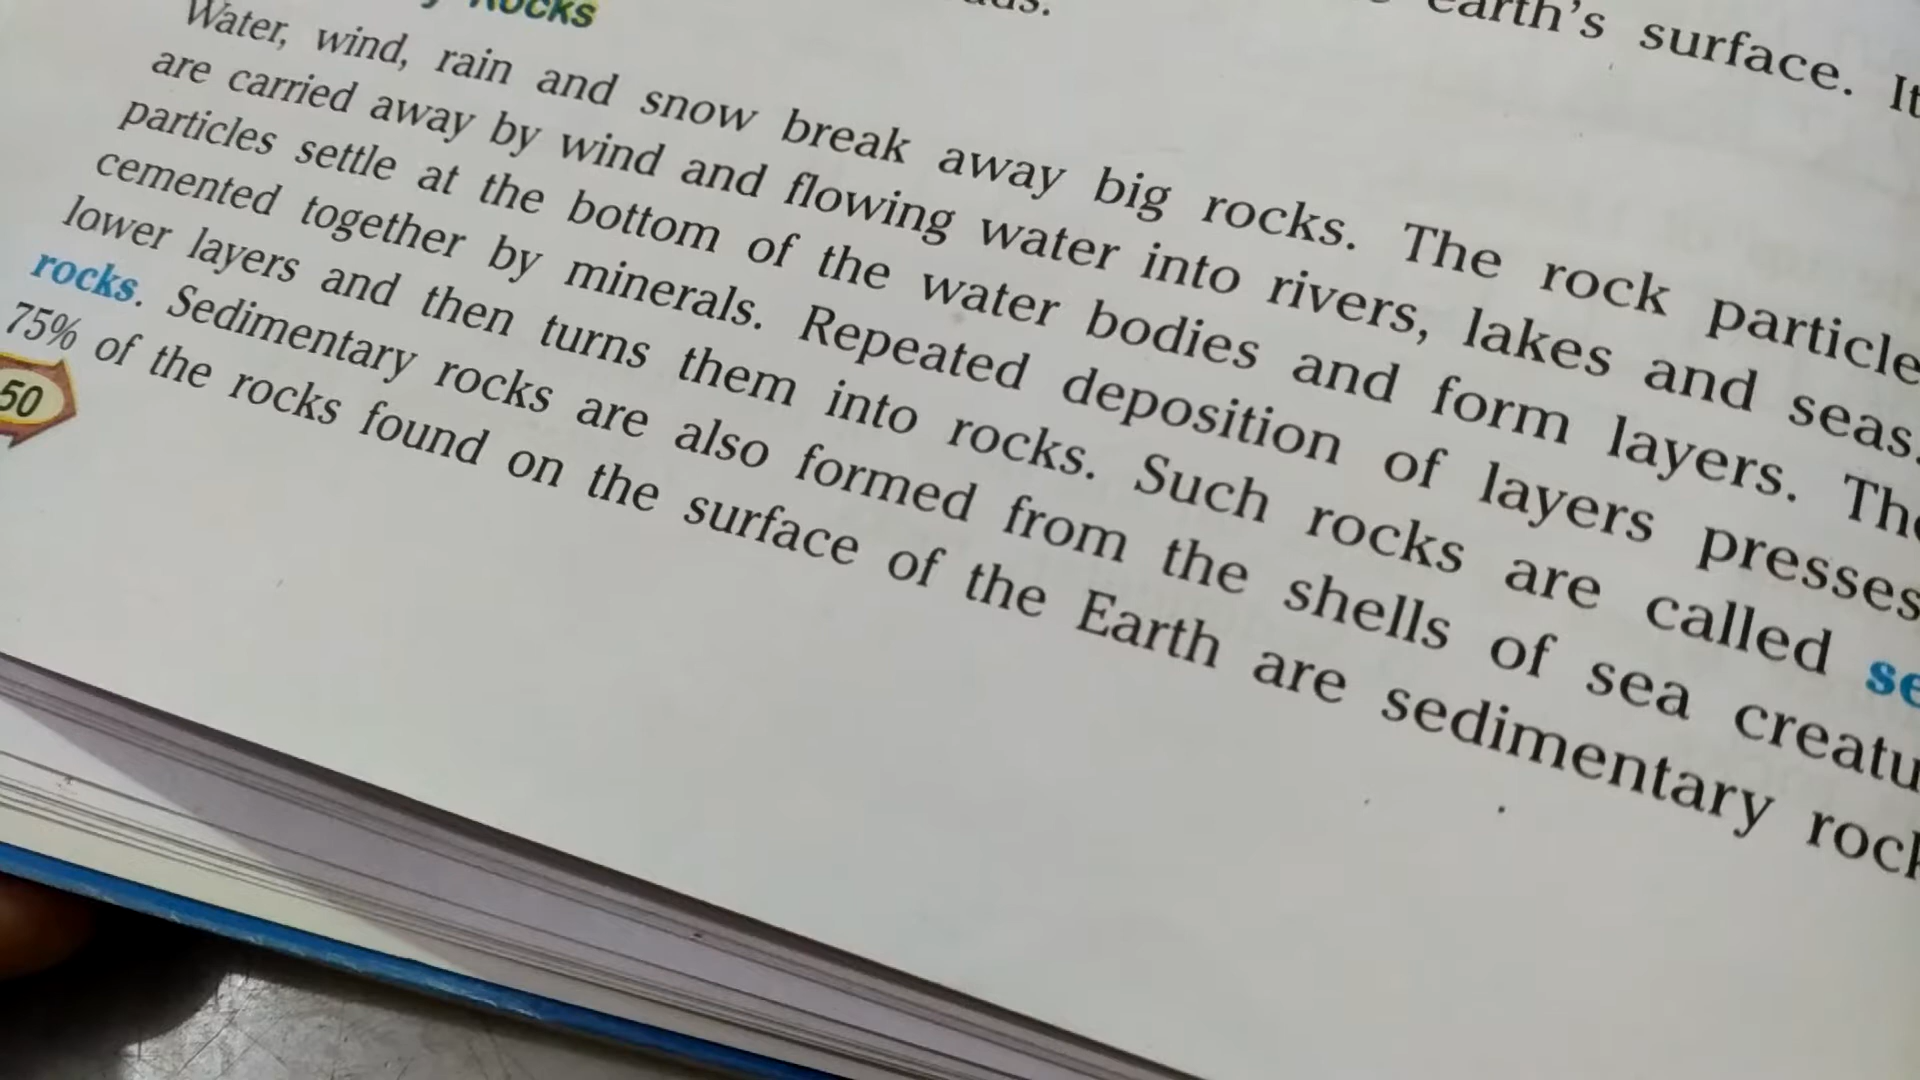 Rocks
earth's surface. It
Water, wind, rain and snow break away big rocks. The rock particle
are carried away by wind and flowing water into rivers, lakes and seas.
particles settle at the bottom of the water bodies and form layers. The
cemented together by minerals. Repeated deposition of layers presses
lower layers and then turns them into rocks. Such rocks are called se
rocks. Sedimentary rocks are also formed from the shells of sea creatu
75% of the rocks found on the surface of the Earth are sedimentary rock
50